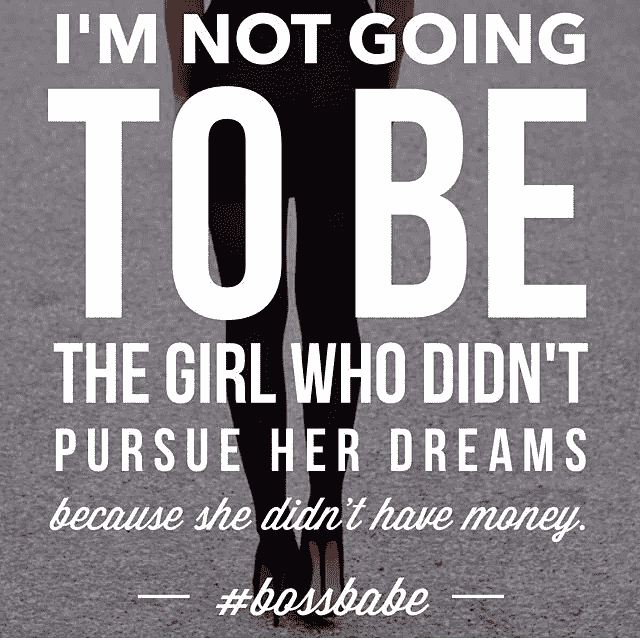 I'M NOT GOING
TO BE
THE GIRL WHO DIDN'T
PURSUE HER DREAMS
because she didn't have money.
#bossbabe